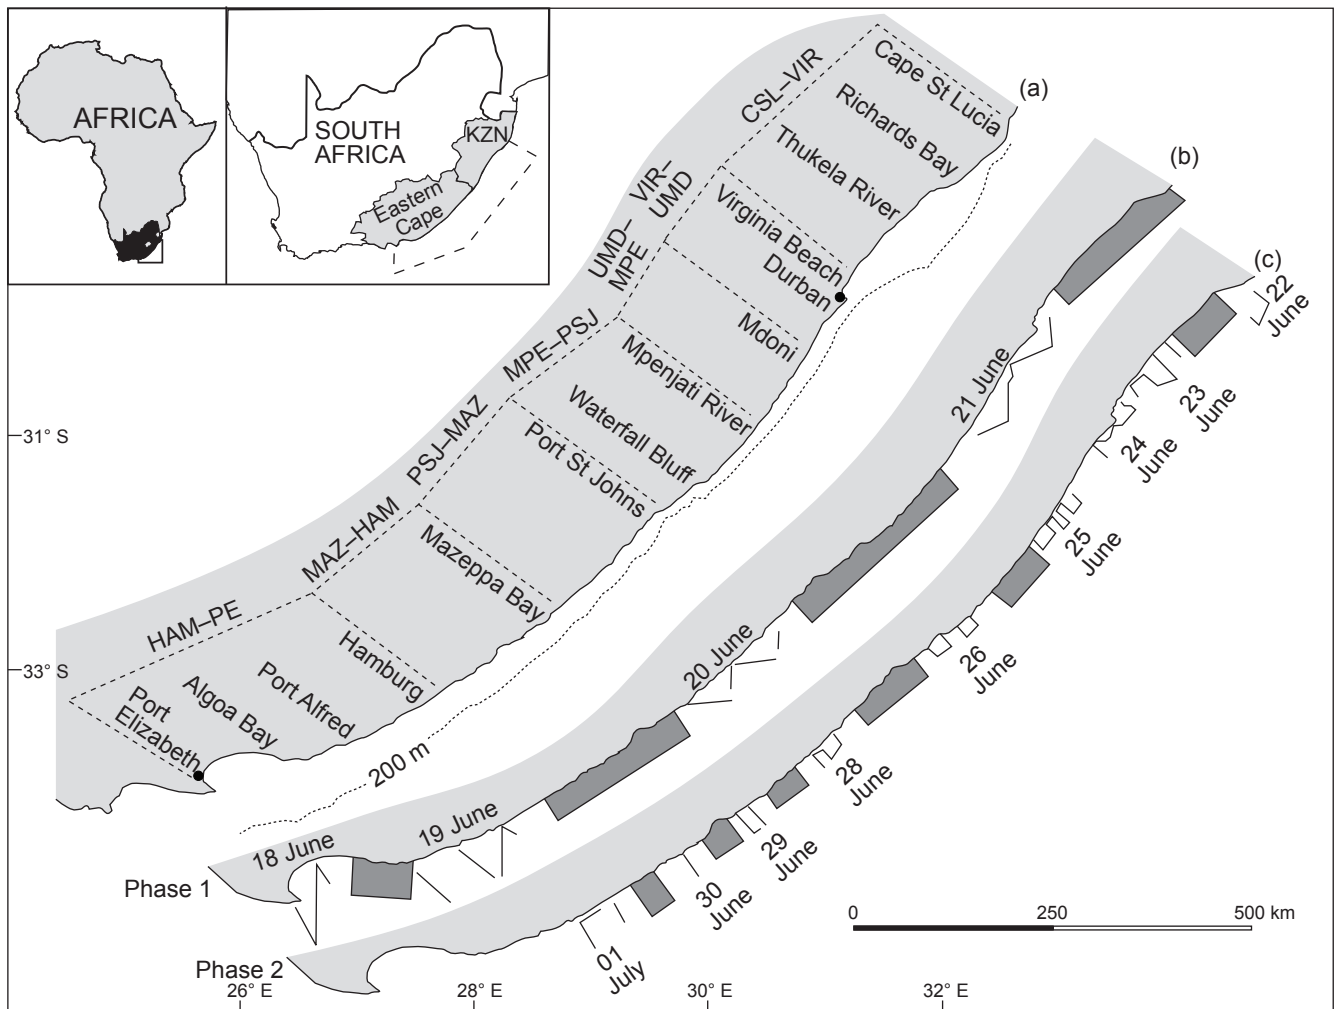 AFRICA
SOUTH
AFRICA
KZN
Eastern
Cape
(a)
CSL–VIR
VIR–
UMD
UMD–
MPE
MPE–PSJ
PSJ–MAZ
MAZ–HAM
HAM–PE
Cape St Lucia
Richards Bay
Thukela River
Virginia Beach
Durban
Mdoni
Mpenjati River
Waterfall Bluff
Port St Johns
Mazeppa Bay
Hamburg
Port Alfred
Algoa Bay
Port
Elizabeth
200 m
31° S
33° S
(b)
21 June
20 June
19 June
18 June
Phase 1
(c)
22
June
23
June
24
June
25
June
26
June
28
June
29
June
30
June
01
July
Phase 2
0
250
500 km
26° E
28° E
30° E
32° E